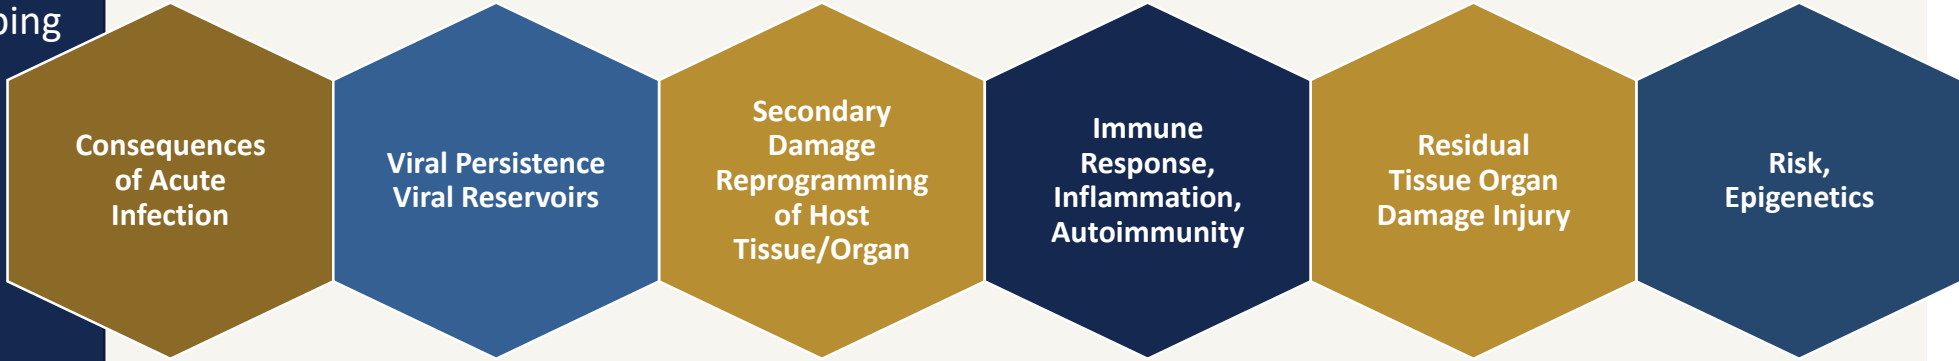 Consequences
of Acute
Infection
Viral Persistence
Viral Reservoirs
Secondary
Damage
Reprogramming
of Host
Tissue/Organ
Immune
Response,
Inflammation,
Autoimmunity
Residual
Tissue Organ
Damage Injury
Risk,
Epigenetics